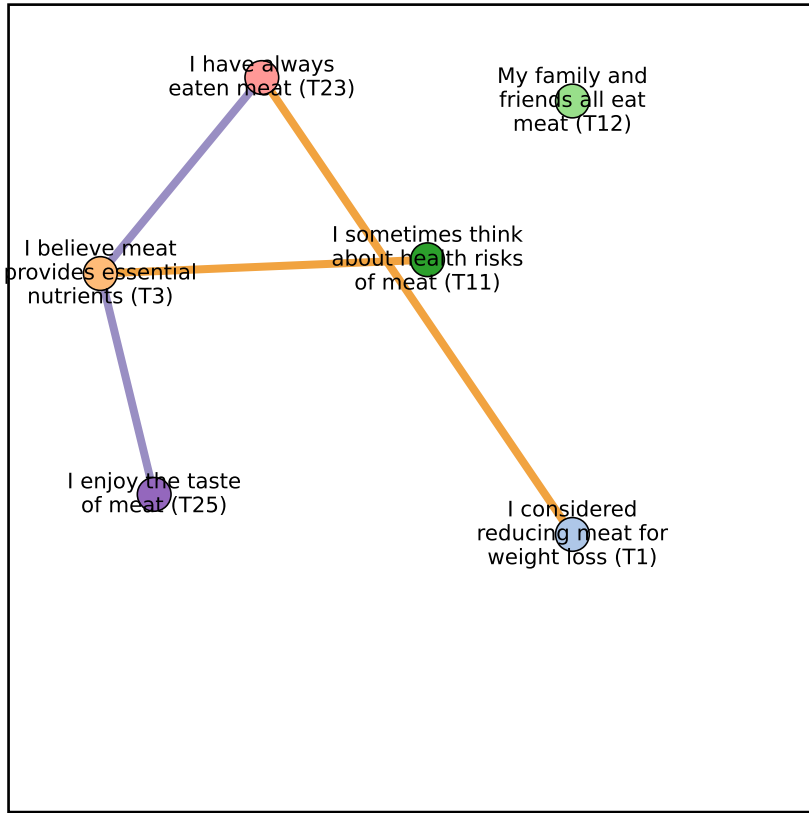 I have always
eaten meat (T23)
My family and
friends all eat
meat (T12)
I sometimes think
about health risks
of meat (T11)
I believe meat
provides essential
nutrients (T3)
I enjoy the taste
of meat (T25)
I considered
reducing meat for
weight loss (T1)